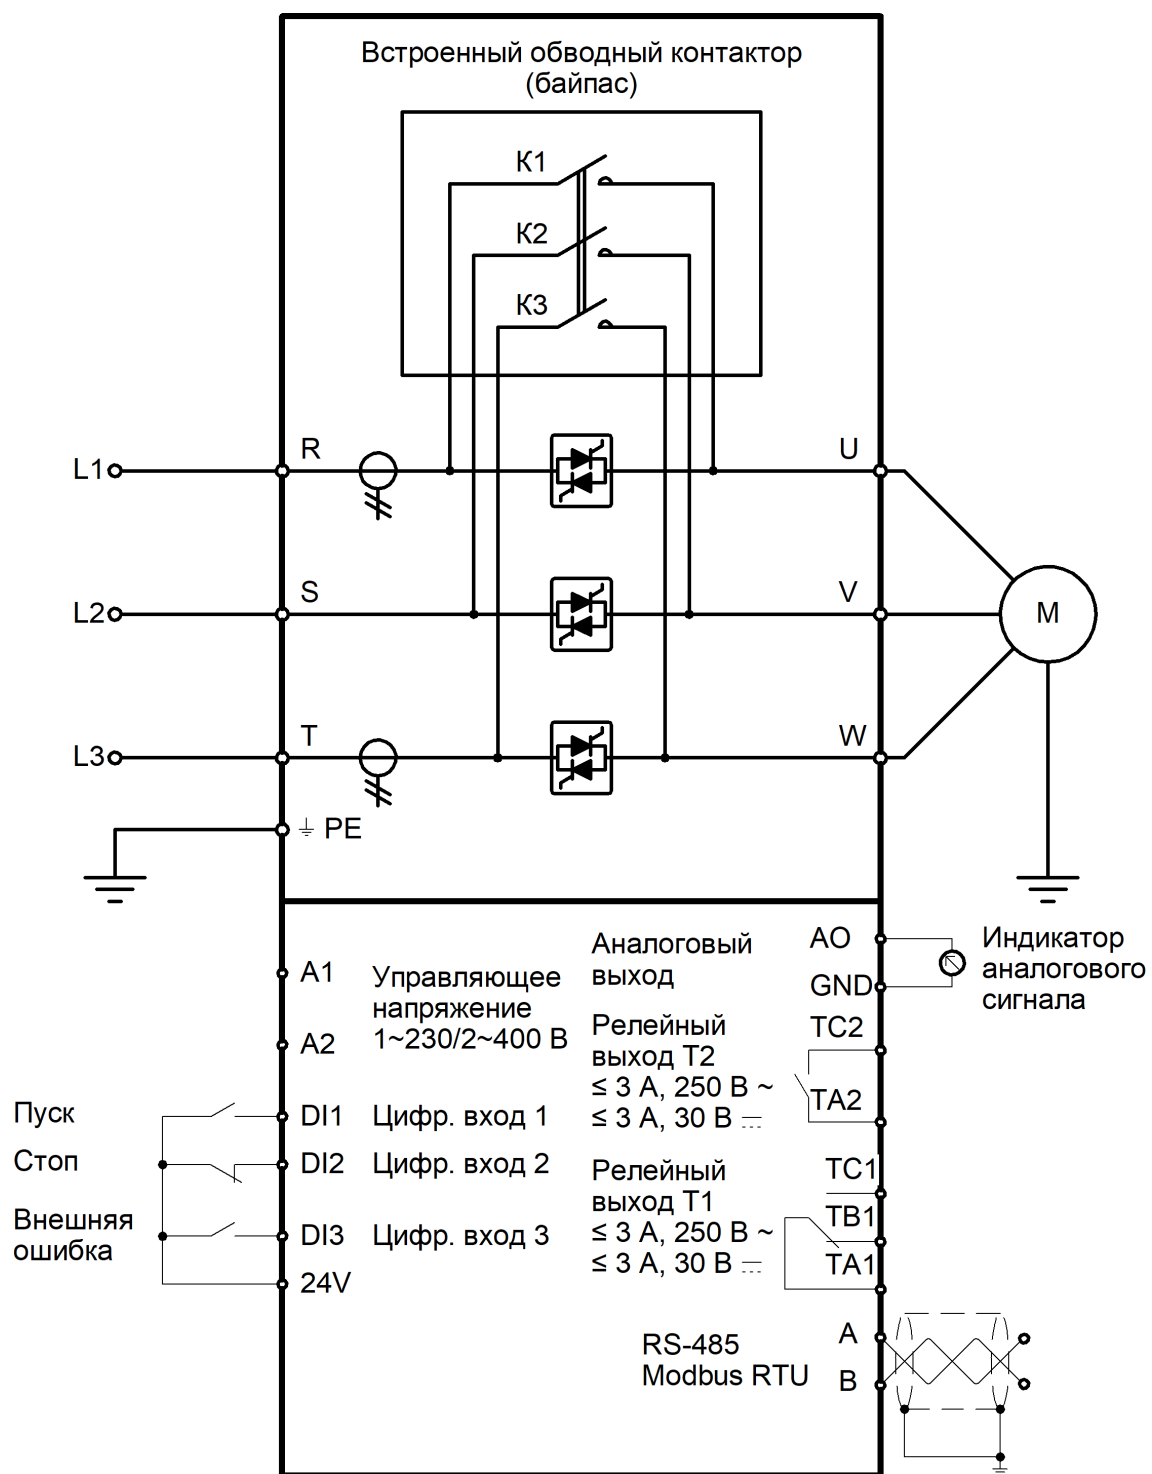 Встроенный обводный контактор
(байпас)
К1
К2
К3
L1
R
U
L2
S
V
M
L3
T
W
PE
A1
A2
Управляющее
напряжение
1~230/2~400 В
Аналоговый
выход
AO
GND
Индикатор
аналогового
сигнала
Релейный
выход Т2
≤ 3 А, 250 В ~
≤ 3 А, 30 В ⎓
TC2
TA2
Пуск
DI1
Цифр. вход 1
Стоп
DI2
Цифр. вход 2
Внешняя
ошибка
DI3
Цифр. вход 3
24V
Релейный
выход Т1
≤ 3 А, 250 В ~
≤ 3 А, 30 В ⎓
TC1
TB1
TA1
RS-485
Modbus RTU
A
B